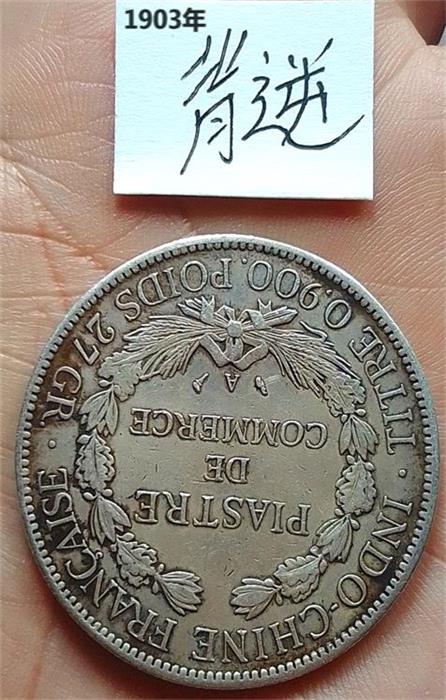 1903年
背逆
INDO-CHINE FRANÇAISE
PIASTRE
DE
COMMERCE
A
TITRE 0,900. POIDS 27 GR.